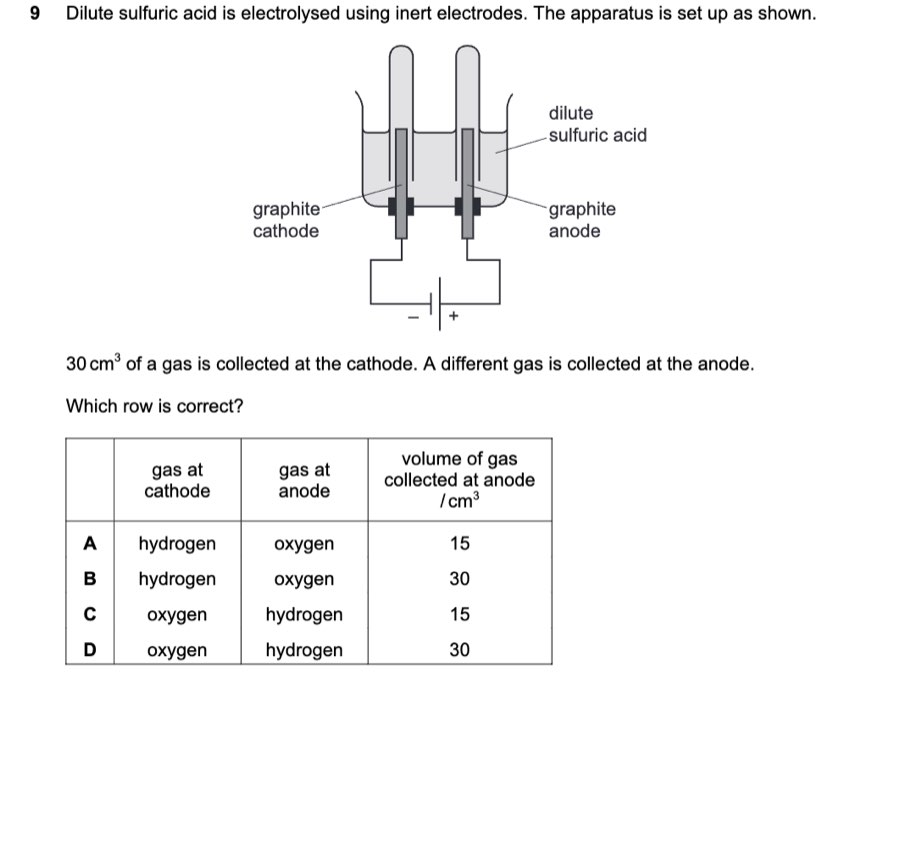 9 Dilute sulfuric acid is electrolysed using inert electrodes. The apparatus is set up as shown.
dilute
sulfuric acid
graphite
cathode
graphite
anode
– +
30 cm³ of a gas is collected at the cathode. A different gas is collected at the anode.
Which row is correct?
gas at
cathode
gas at
anode
volume of gas
collected at anode
/ cm³
A hydrogen oxygen 15
B hydrogen oxygen 30
C oxygen hydrogen 15
D oxygen hydrogen 30